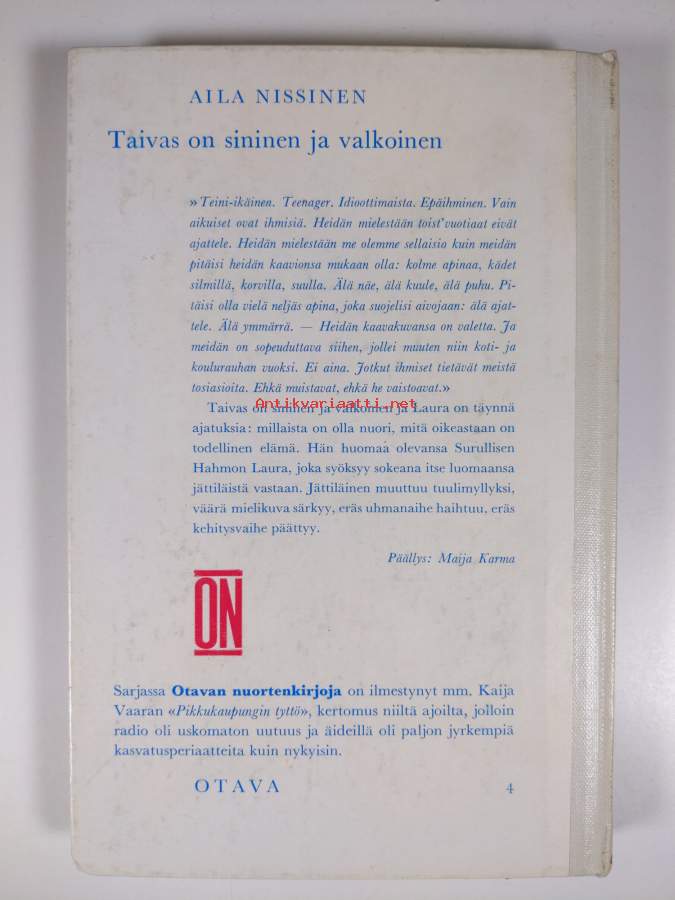 AILA NISSINEN
Taivas on sininen ja valkoinen
» Teini-ikäinen. Teenager. Idioottimaista. Epäihminen. Vain
aikuiset ovat ihmisiä. Heidän mielestään toist'vuotiaat eivät
ajattele. Heidän mielestään me olemme sellaisio kuin meidän
pitäisi heidän kaavionsa mukaan olla: kolme apinaa, kädet
silmillä, korvilla, suulla. Älä näe, älä kuule, älä puhu. Pi-
täisi olla vielä neljäs apina, joka suojelisi aivojaan: älä ajat-
tele. Älä ymmärrä. — Heidän kaavakuvansa on valetta. Ja
meidän on sopeuduttava siihen, jollei muuten niin koti- ja
koulurauhan vuoksi. Ei aina. Jotkut ihmiset tietävät meistä
tosiasioita. Ehkä muistavat, ehkä he vaistoavat.»
Antikvariaatti.net
Taivas on sininen ja valkoinen ja Laura on täynnä
ajatuksia: millaista on olla nuori, mitä oikeastaan on
todellinen elämä. Hän huomaa olevansa Surullisen
Hahmon Laura, joka syöksyy sokeana itse luomaansa
jättiläistä vastaan. Jättiläinen muuttuu tuulimyllyksi,
väärä mielikuva särkyy, eräs uhmanaihe haihtuu, eräs
kehitysvaihe päättyy.
Päällys: Maija Karma
ON
Sarjassa Otavan nuortenkirjoja on ilmestynyt mm. Kaija
Vaaran «Pikkukaupungin tyttö», kertomus niiltä ajoilta, jolloin
radio oli uskomaton uutuus ja äideillä oli paljon jyrkempiä
kasvatusperiaatteita kuin nykyisin.
OTAVA 4